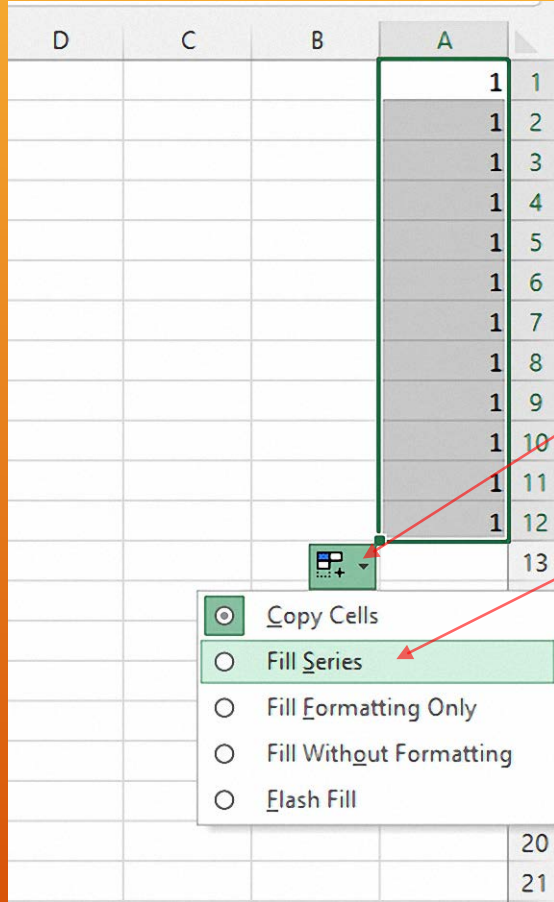 D C B A
1 1
1 2
1 3
1 4
1 5
1 6
1 7
1 8
1 9
1 10
1 11
1 12
13
Copy Cells
Fill Series
Fill Formatting Only
Fill Without Formatting
Flash Fill
20
21